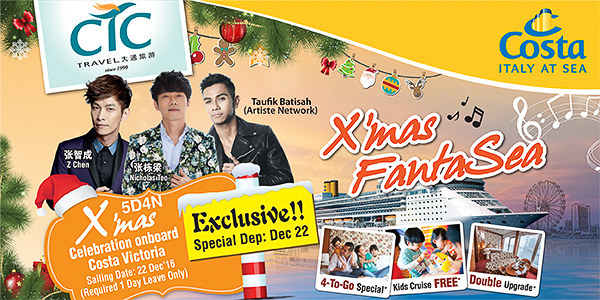 CTC
TRAVEL 大通旅游
since 1990
Costa
ITALY AT SEA
Taufik Batisah
(Artiste Network)
张智成
Z Chen
张栋梁
Nicholas Teo
X'mas
FantaSea
5D4N
X'mas
Celebration onboard
Costa Victoria
Sailing Date: 22 Dec 16
(Required 1 Day Leave Only)
Exclusive!!
Special Dep: Dec 22
4-To-Go Special*
Kids Cruise FREE*
Double Upgrade*